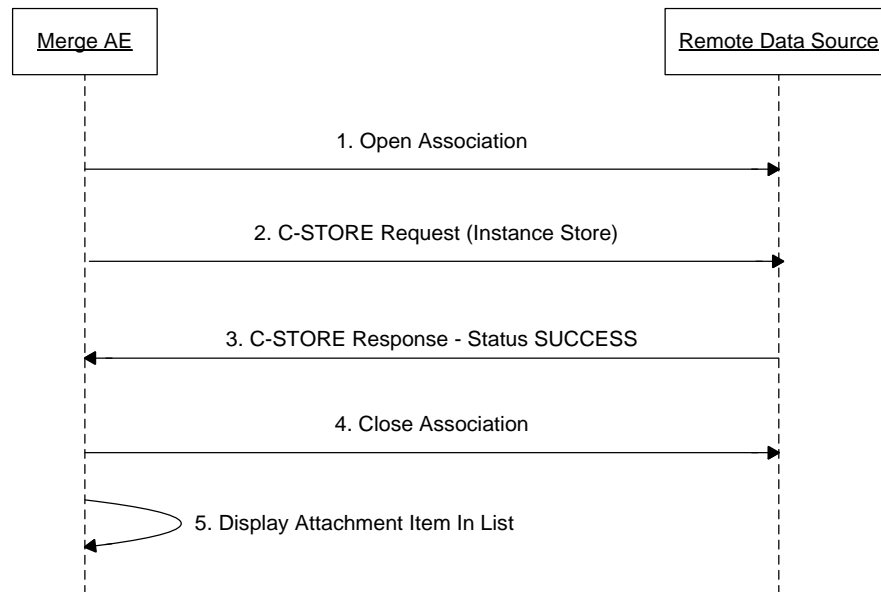 Merge AE
Remote Data Source
1. Open Association
2. C-STORE Request (Instance Store)
3. C-STORE Response - Status SUCCESS
4. Close Association
5. Display Attachment Item In List